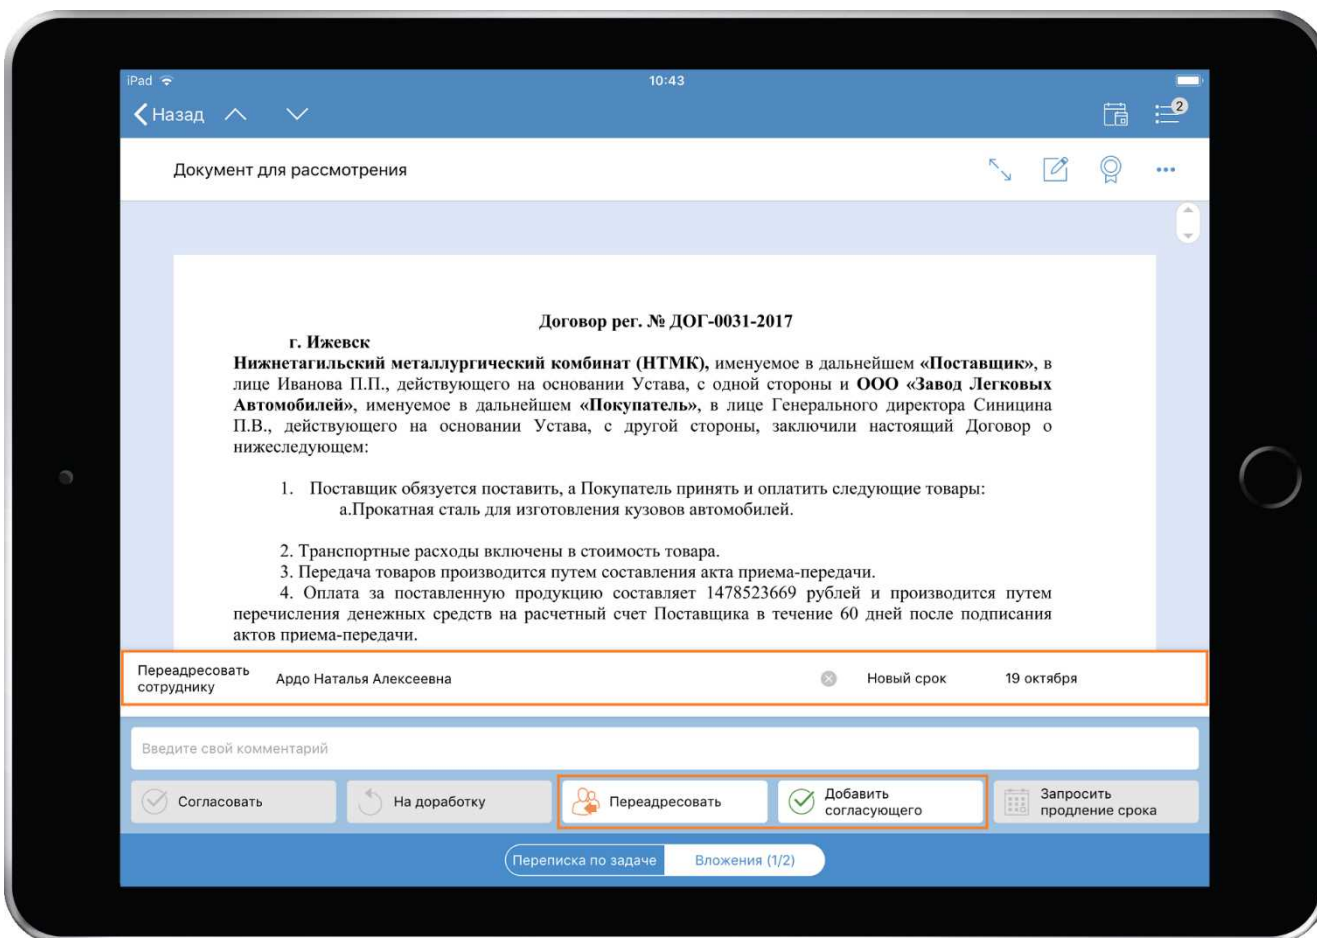 iPad 10:43
Назад 2
Документ для рассмотрения
Договор рег. № ДОГ-0031-2017
г. Ижевск
Нижнетагильский металлургический комбинат (НТМК), именуемое в дальнейшем «Поставщик», в
лице Иванова П.П., действующего на основании Устава, с одной стороны и ООО «Завод Легковых
Автомобилей», именуемое в дальнейшем «Покупатель», в лице Генерального директора Синицина
П.В., действующего на основании Устава, с другой стороны, заключили настоящий Договор о
нижеследующем:
1. Поставщик обязуется поставить, а Покупатель принять и оплатить следующие товары:
а.Прокатная сталь для изготовления кузовов автомобилей.
2. Транспортные расходы включены в стоимость товара.
3. Передача товаров производится путем составления акта приема-передачи.
4. Оплата за поставленную продукцию составляет 1478523669 рублей и производится путем
перечисления денежных средств на расчетный счет Поставщика в течение 60 дней после подписания
актов приема-передачи.
Переадресовать
сотруднику
Ардо Наталья Алексеевна
Новый срок
19 октября
Введите свой комментарий
Согласовать
На доработку
Переадресовать
Добавить
согласующего
Запросить
продление срока
Переписка по задаче
Вложения (1/2)